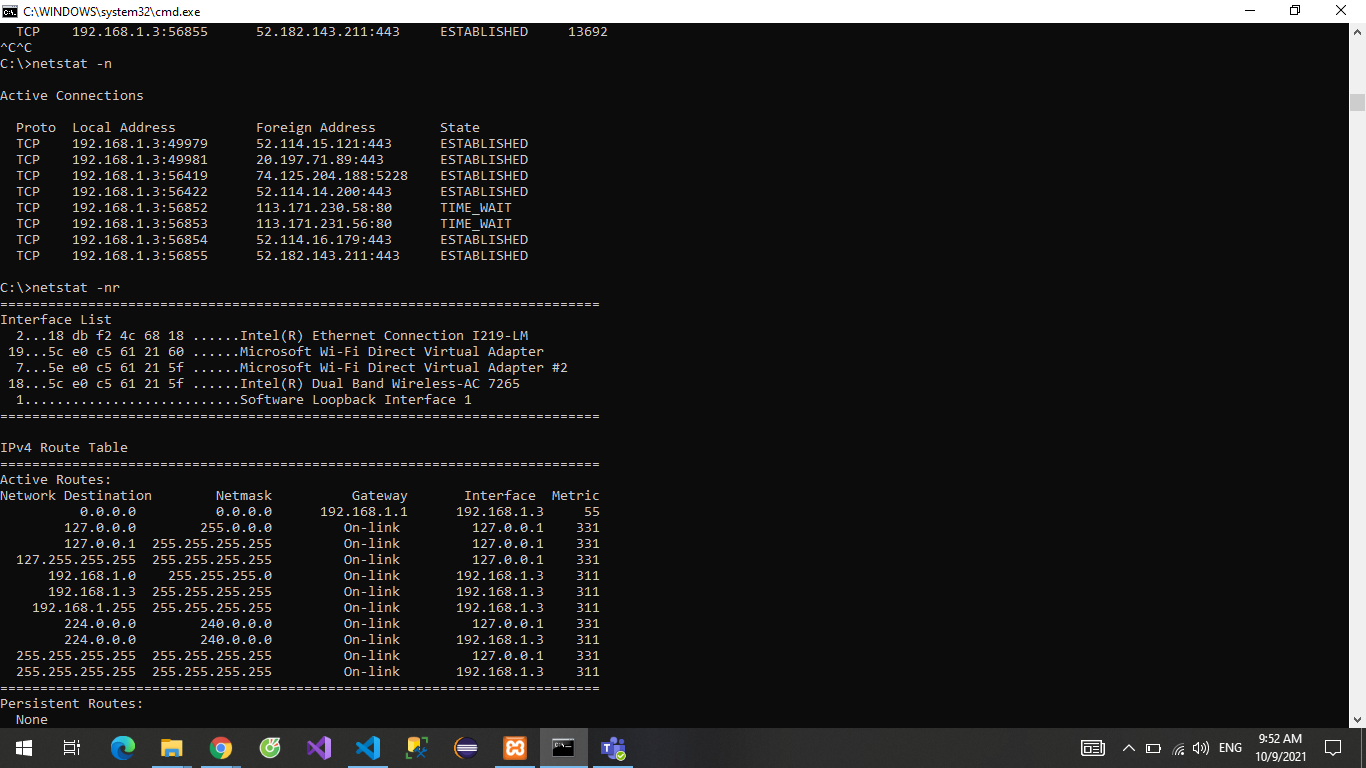 C:\WINDOWS\system32\cmd.exe
  TCP    192.168.1.3:56855      52.182.143.211:443     ESTABLISHED     13692
^C^C
C:\>netstat -n
Active Connections
  Proto  Local Address          Foreign Address        State
  TCP    192.168.1.3:49979      52.114.15.121:443      ESTABLISHED
  TCP    192.168.1.3:49981      20.197.71.89:443       ESTABLISHED
  TCP    192.168.1.3:56419      74.125.204.188:5228    ESTABLISHED
  TCP    192.168.1.3:56422      52.114.14.200:443      ESTABLISHED
  TCP    192.168.1.3:56852      113.171.230.58:80      TIME_WAIT
  TCP    192.168.1.3:56853      113.171.231.56:80      TIME_WAIT
  TCP    192.168.1.3:56854      52.114.16.179:443      ESTABLISHED
  TCP    192.168.1.3:56855      52.182.143.211:443     ESTABLISHED
C:\>netstat -nr
===========================================================================
Interface List
  2...18 db f2 4c 68 18 ......Intel(R) Ethernet Connection I219-LM
 19...5c e0 c5 61 21 60 ......Microsoft Wi-Fi Direct Virtual Adapter
  7...5e e0 c5 61 21 5f ......Microsoft Wi-Fi Direct Virtual Adapter #2
 18...5c e0 c5 61 21 5f ......Intel(R) Dual Band Wireless-AC 7265
  1...........................Software Loopback Interface 1
===========================================================================
IPv4 Route Table
===========================================================================
Active Routes:
Network Destination        Netmask          Gateway       Interface  Metric
          0.0.0.0          0.0.0.0      192.168.1.1      192.168.1.3     55
        127.0.0.0        255.0.0.0         On-link         127.0.0.1    331
        127.0.0.1  255.255.255.255         On-link         127.0.0.1    331
  127.255.255.255  255.255.255.255         On-link         127.0.0.1    331
      192.168.1.0    255.255.255.0         On-link       192.168.1.3    311
      192.168.1.3  255.255.255.255         On-link       192.168.1.3    311
    192.168.1.255  255.255.255.255         On-link       192.168.1.3    311
        224.0.0.0        240.0.0.0         On-link         127.0.0.1    331
        224.0.0.0        240.0.0.0         On-link       192.168.1.3    311
  255.255.255.255  255.255.255.255         On-link         127.0.0.1    331
  255.255.255.255  255.255.255.255         On-link       192.168.1.3    311
===========================================================================
Persistent Routes:
  None
ENG
9:52 AM
10/9/2021